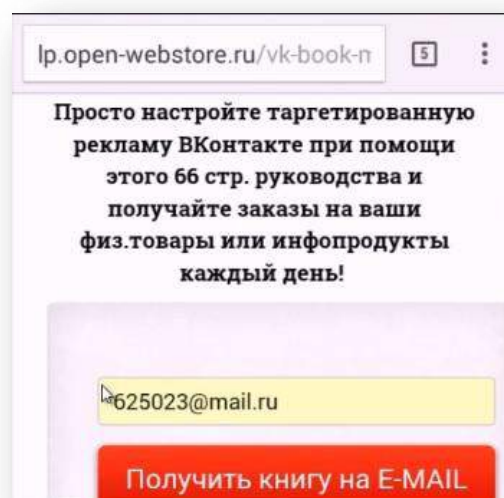 lp.open-webstore.ru/vk-book-m
5
Просто настройте таргетированную
рекламу ВКонтакте при помощи
этого 66 стр. руководства и
получайте заказы на ваши
физ.товары или инфопродукты
каждый день!
625023@mail.ru
Получить книгу на E-MAIL